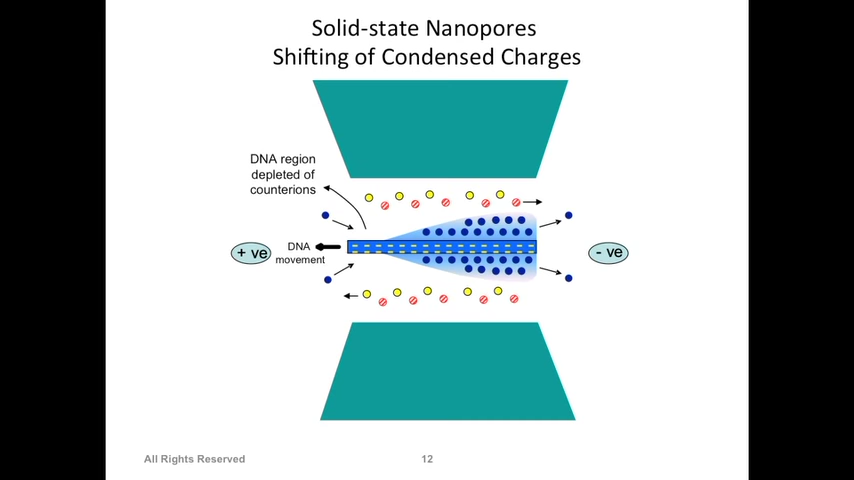 Solid-state Nanopores
Shifting of Condensed Charges
DNA region
depleted of
counterions
+ ve
DNA
movement
- ve
All Rights Reserved
12